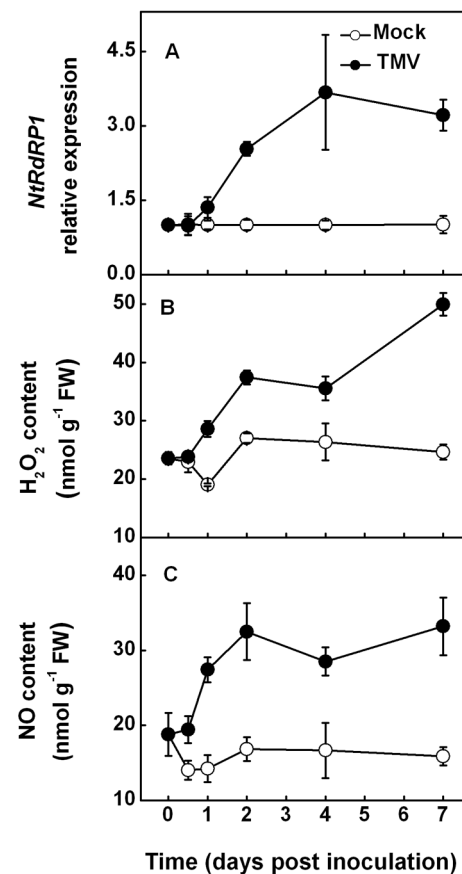 A
Mock
TMV
NtRdRP1
relative expression
4.5
3.0
1.5
0.0
B
H₂O₂ content
(nmol g⁻¹ FW)
50
40
30
20
10
C
NO content
(nmol g⁻¹ FW)
40
30
20
10
0 1 2 3 4 5 6 7
Time (days post inoculation)